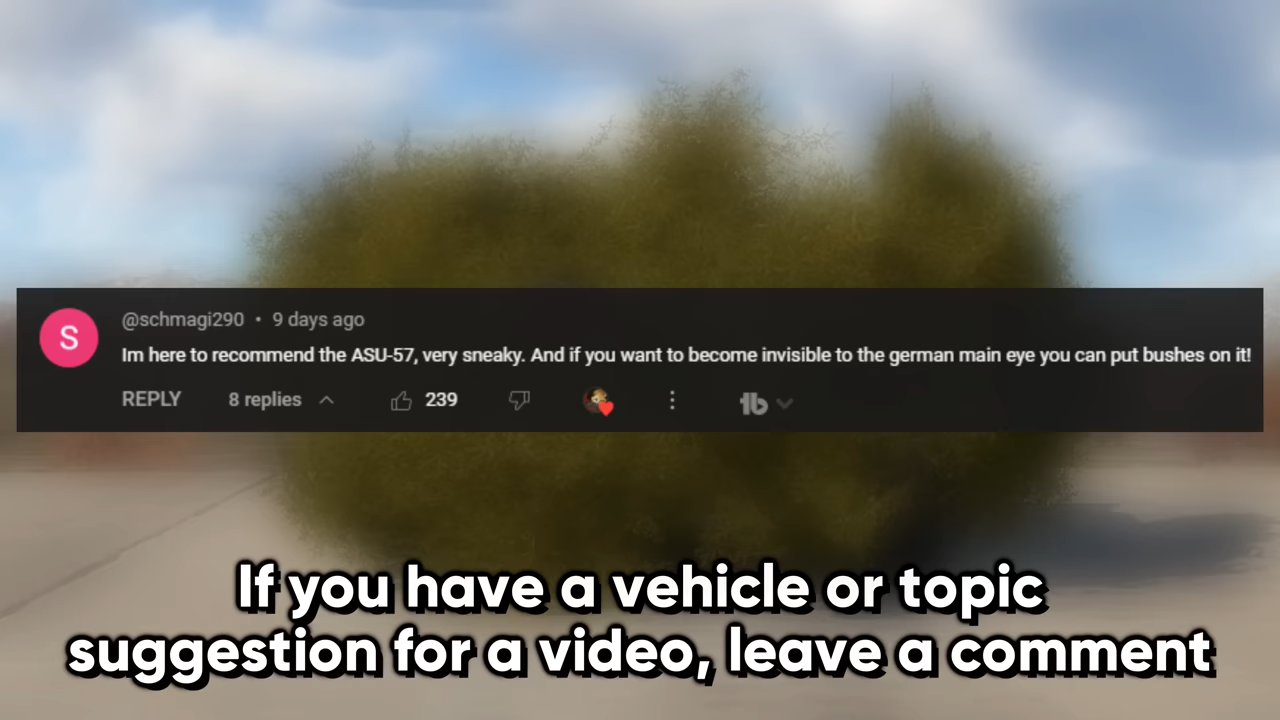 S
@schmagi290 • 9 days ago
Im here to recommend the ASU-57, very sneaky. And if you want to become invisible to the german main eye you can put bushes on it!
REPLY 8 replies 239 tb
If you have a vehicle or topic
suggestion for a video, leave a comment